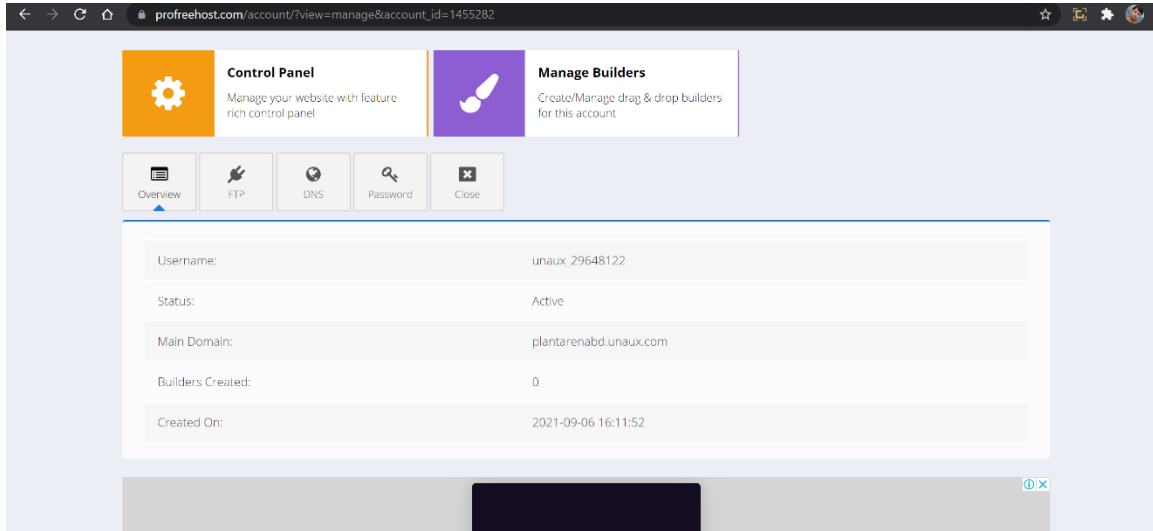 profreehost.com/account/?view=manage&account_id=1455282
Control Panel
Manage your website with feature
rich control panel
Manage Builders
Create/Manage drag & drop builders
for this account
Overview
FTP
DNS
Password
Close
Username: unaux_29648122
Status: Active
Main Domain: plantarenabd.unaux.com
Builders Created: 0
Created On: 2021-09-06 16:11:52